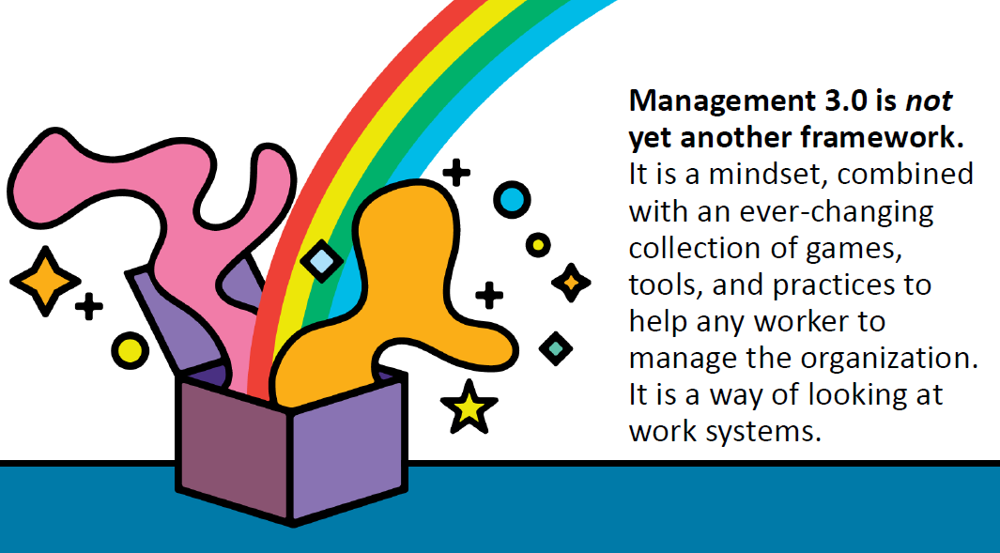 Management 3.0 is not
yet another framework.
It is a mindset, combined
with an ever-changing
collection of games,
tools, and practices to
help any worker to
manage the organization.
It is a way of looking at
work systems.